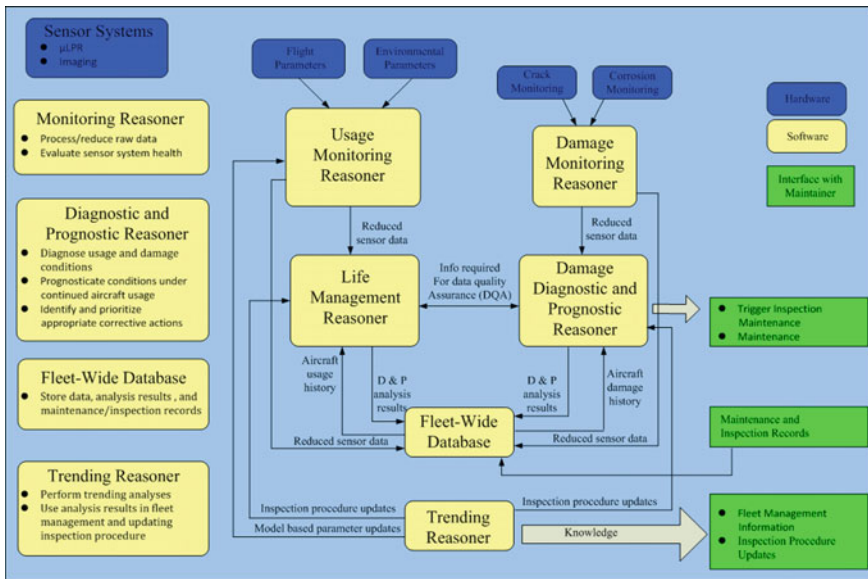 Sensor Systems
● µLPR
● Imaging
Monitoring Reasoner
● Process/reduce raw data
● Evaluate sensor system health
Diagnostic and
Prognostic Reasoner
● Diagnose usage and damage
conditions
● Prognosticate conditions under
continued aircraft usage
● Identify and prioritize
appropriate corrective actions
Fleet-Wide Database
● Store data, analysis results , and
maintenance/inspection records
Trending Reasoner
● Perform trending analyses
● Use analysis results in fleet
management and updating
inspection procedure
Flight
Parameters
Environmental
Parameters
Crack
Monitoring
Corrosion
Monitoring
Usage
Monitoring
Reasoner
Damage
Monitoring
Reasoner
Reduced
sensor data
Reduced
sensor data
Life
Management
Reasoner
Info required
For data quality
Assurance (DQA)
Damage
Diagnostic and
Prognostic
Reasoner
Aircraft
usage
history
D & P
analysis
results
D & P
analysis
results
Aircraft
damage
history
Fleet-Wide
Database
Reduced sensor data
Reduced sensor data
Inspection procedure updates
Model based parameter updates
Inspection procedure updates
Trending
Reasoner
Knowledge
Hardware
Software
Interface with
Maintainer
● Trigger Inspection
Maintenance
● Maintenance
Maintenance and
Inspection Records
● Fleet Management
Information
● Inspection Procedure
Updates